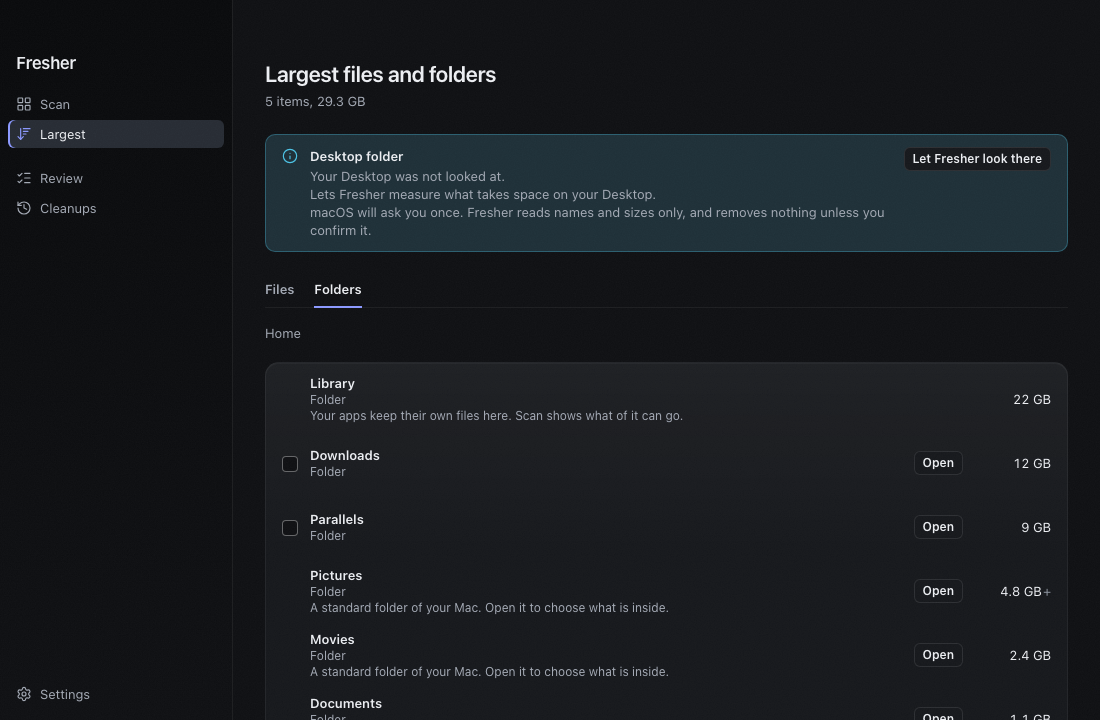 Fresher
Scan
Largest
Review
Cleanups
Settings
Largest files and folders
5 items, 29.3 GB
Desktop folder
Let Fresher look there
Your Desktop was not looked at.
Lets Fresher measure what takes space on your Desktop.
macOS will ask you once. Fresher reads names and sizes only, and removes nothing unless you
confirm it.
Files
Folders
Home
Library
Folder
Your apps keep their own files here. Scan shows what of it can go.
22 GB
Downloads
Folder
Open
12 GB
Parallels
Folder
Open
9 GB
Pictures
Folder
A standard folder of your Mac. Open it to choose what is inside.
Open
4.8 GB+
Movies
Folder
A standard folder of your Mac. Open it to choose what is inside.
Open
2.4 GB
Documents
Folder
Open
1.1 GB